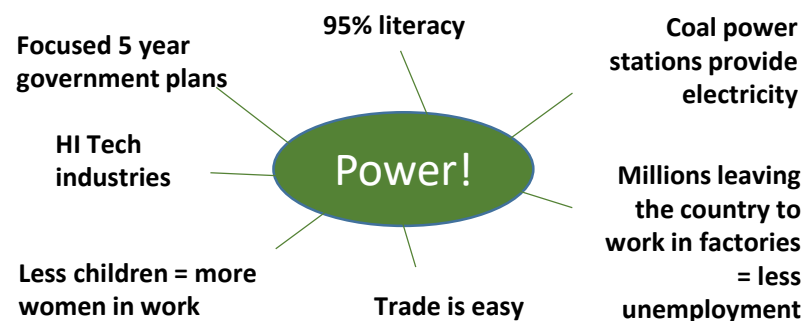 95% literacy
Focused 5 year
government plans
Coal power
stations provide
electricity
HI Tech
industries
Power!
Millions leaving
the country to
work in factories
= less
unemployment
Less children = more
women in work
Trade is easy